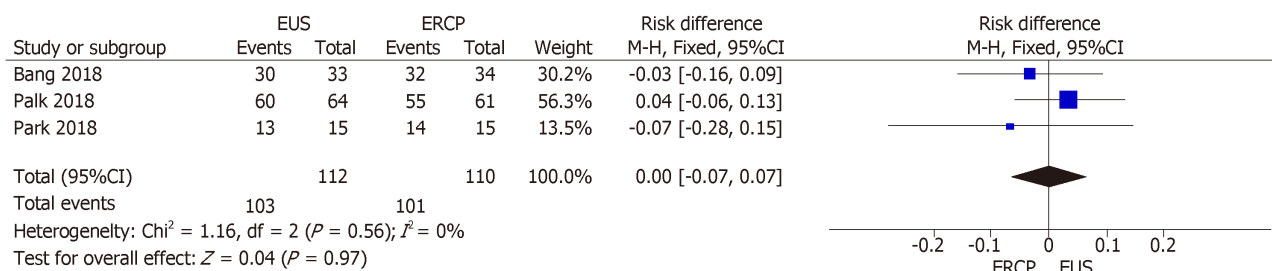 EUS ERCP Risk difference Risk difference
Study or subgroup Events Total Events Total Weight M-H, Fixed, 95%CI M-H, Fixed, 95%CI
Bang 2018 30 33 32 34 30.2% -0.03 [-0.16, 0.09]
Palk 2018 60 64 55 61 56.3% 0.04 [-0.06, 0.13]
Park 2018 13 15 14 15 13.5% -0.07 [-0.28, 0.15]
Total (95%CI) 112 110 100.0% 0.00 [-0.07, 0.07]
Total events 103 101
Heterogenelty: Chi² = 1.16, df = 2 (P = 0.56); I² = 0%
Test for overall effect: Z = 0.04 (P = 0.97)
-0.2 -0.1 0 0.1 0.2
ERCP EUS